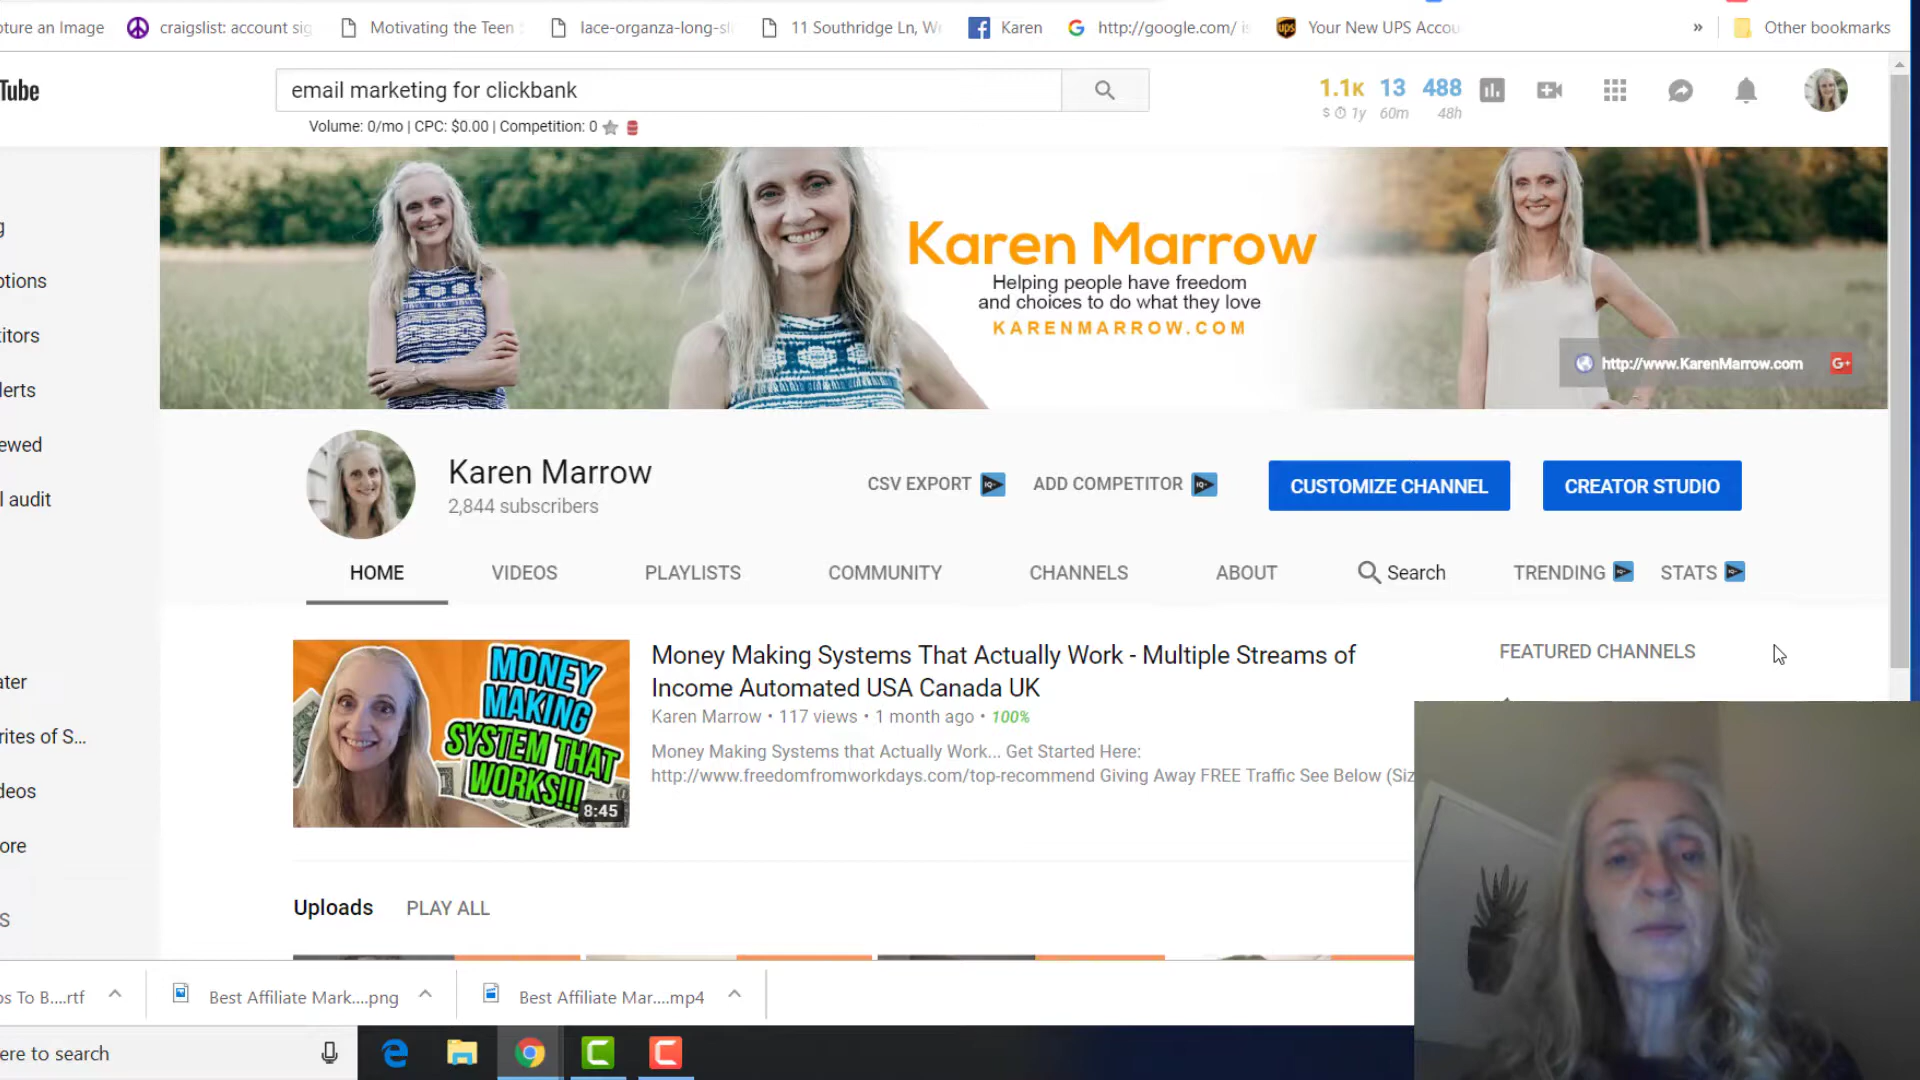 ture an Image
craigslist: account sig
Motivating the Teen
lace-organza-long-sl
11 Southridge Ln, W
Karen
http://google.com/ is
Your New UPS Accou
»
Other bookmarks
Tube
email marketing for clickbank
1.1K 13 488
$ 1y 60m 48h
Volume: 0/mo | CPC: $0.00 | Competition: 0
Karen Marrow
Helping people have freedom
and choices to do what they love
KARENMARROW.COM
http://www.KarenMarrow.com
G+
g
ptions
itors
lerts
ewed
l audit
ater
rites of S...
deos
ore
S
Karen Marrow
2,844 subscribers
CSV EXPORT
ADD COMPETITOR
CUSTOMIZE CHANNEL
CREATOR STUDIO
HOME
VIDEOS
PLAYLISTS
COMMUNITY
CHANNELS
ABOUT
Search
TRENDING
STATS
MONEY
MAKING
SYSTEM THAT
WORKS!!!
8:45
Money Making Systems That Actually Work - Multiple Streams of
Income Automated USA Canada UK
Karen Marrow • 117 views • 1 month ago • 100%
Money Making Systems that Actually Work... Get Started Here:
http://www.freedomfromworkdays.com/top-recommend Giving Away FREE Traffic See Below (Siz
FEATURED CHANNELS
Uploads
PLAY ALL
ps To B....rtf
Best Affiliate Mark....png
Best Affiliate Mar....mp4
ere to search